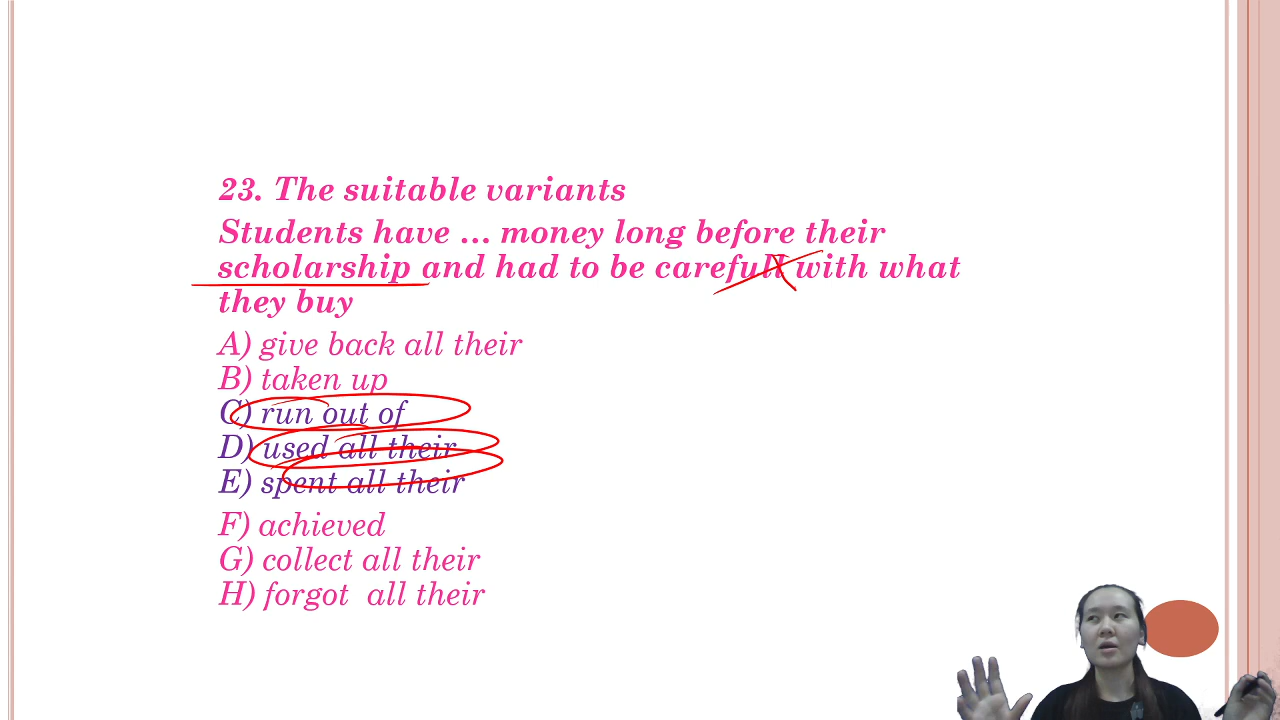 23. The suitable variants
Students have ... money long before their
scholarship and had to be carefull with what
they buy
A) give back all their
B) taken up
C) run out of
D) used all their
E) spent all their
F) achieved
G) collect all their
H) forgot all their